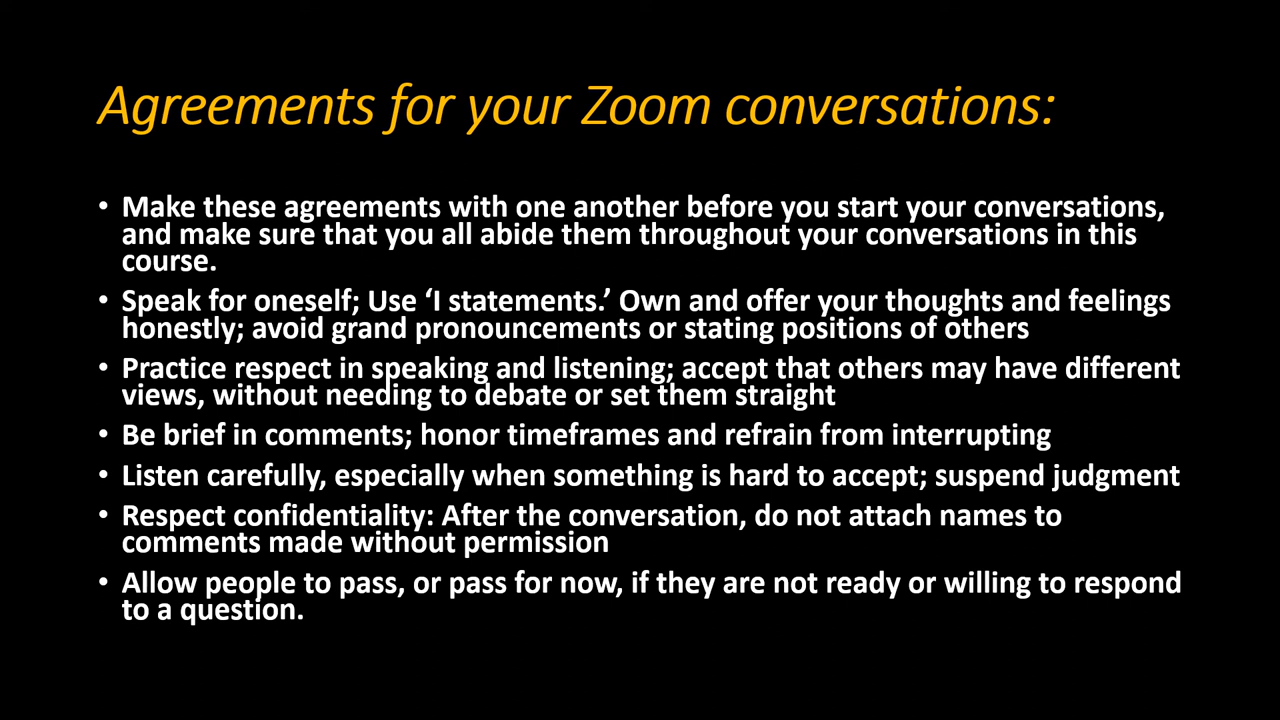 Agreements for your Zoom conversations:
• Make these agreements with one another before you start your conversations,
and make sure that you all abide them throughout your conversations in this
course.
• Speak for oneself; Use ‘I statements.’ Own and offer your thoughts and feelings
honestly; avoid grand pronouncements or stating positions of others
• Practice respect in speaking and listening; accept that others may have different
views, without needing to debate or set them straight
• Be brief in comments; honor timeframes and refrain from interrupting
• Listen carefully, especially when something is hard to accept; suspend judgment
• Respect confidentiality: After the conversation, do not attach names to
comments made without permission
• Allow people to pass, or pass for now, if they are not ready or willing to respond
to a question.